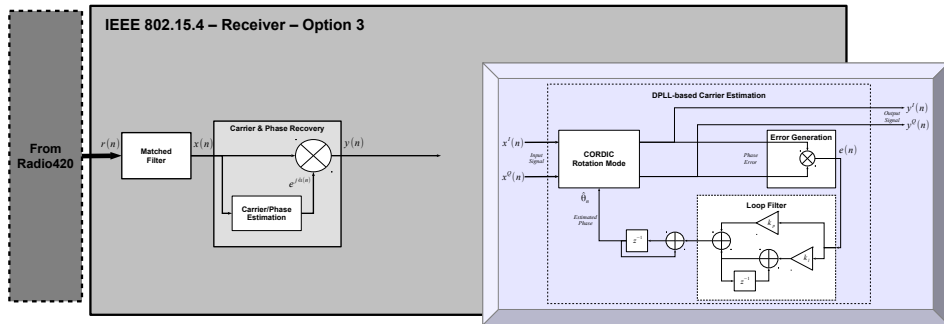 IEEE 802.15.4 – Receiver – Option 3
From
Radio420
r(n)
Matched
Filter
x(n)
Carrier & Phase Recovery
y(n)
Carrier/Phase
Estimation
DPLL-based Carrier Estimation
x^I(n)
Input
Signal
x^Q(n)
CORDIC
Rotation Mode
Output
Signal
y^I(n)
y^Q(n)
Error Generation
Phase
Error
e(n)
θ̂_n
Estimated
Phase
Loop Filter
k_p
k_i
z⁻¹
z⁻¹